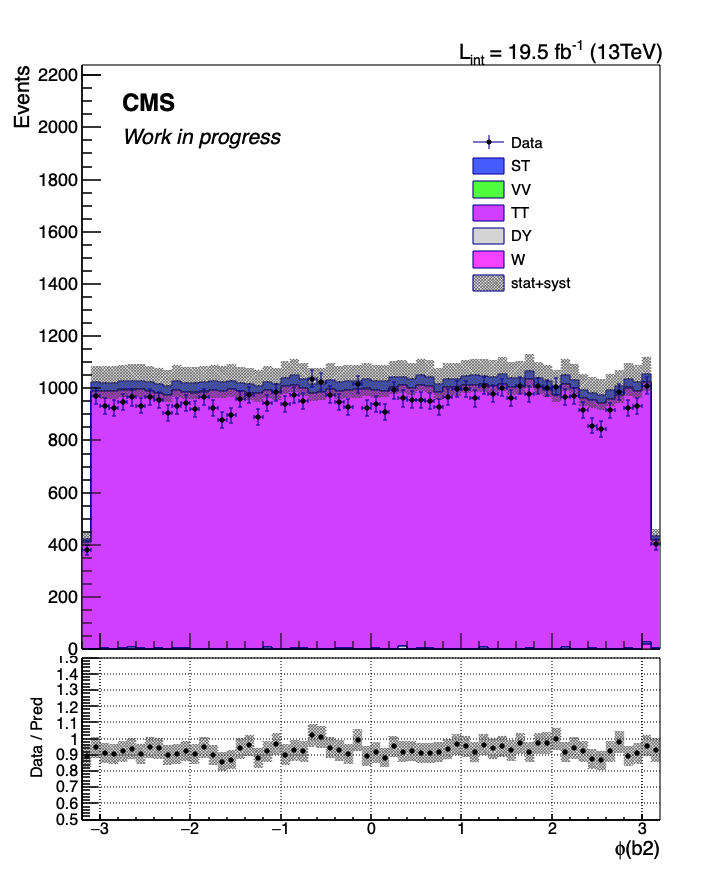 L_int = 19.5 fb⁻¹ (13TeV)
Events
CMS
Work in progress
Data
ST
VV
TT
DY
W
stat+syst
2200
2000
1800
1600
1400
1200
1000
800
600
400
200
0
Data / Pred
1.5
1.4
1.3
1.2
1.1
1
0.9
0.8
0.7
0.6
0.5
−3 −2 −1 0 1 2 3
ϕ(b2)